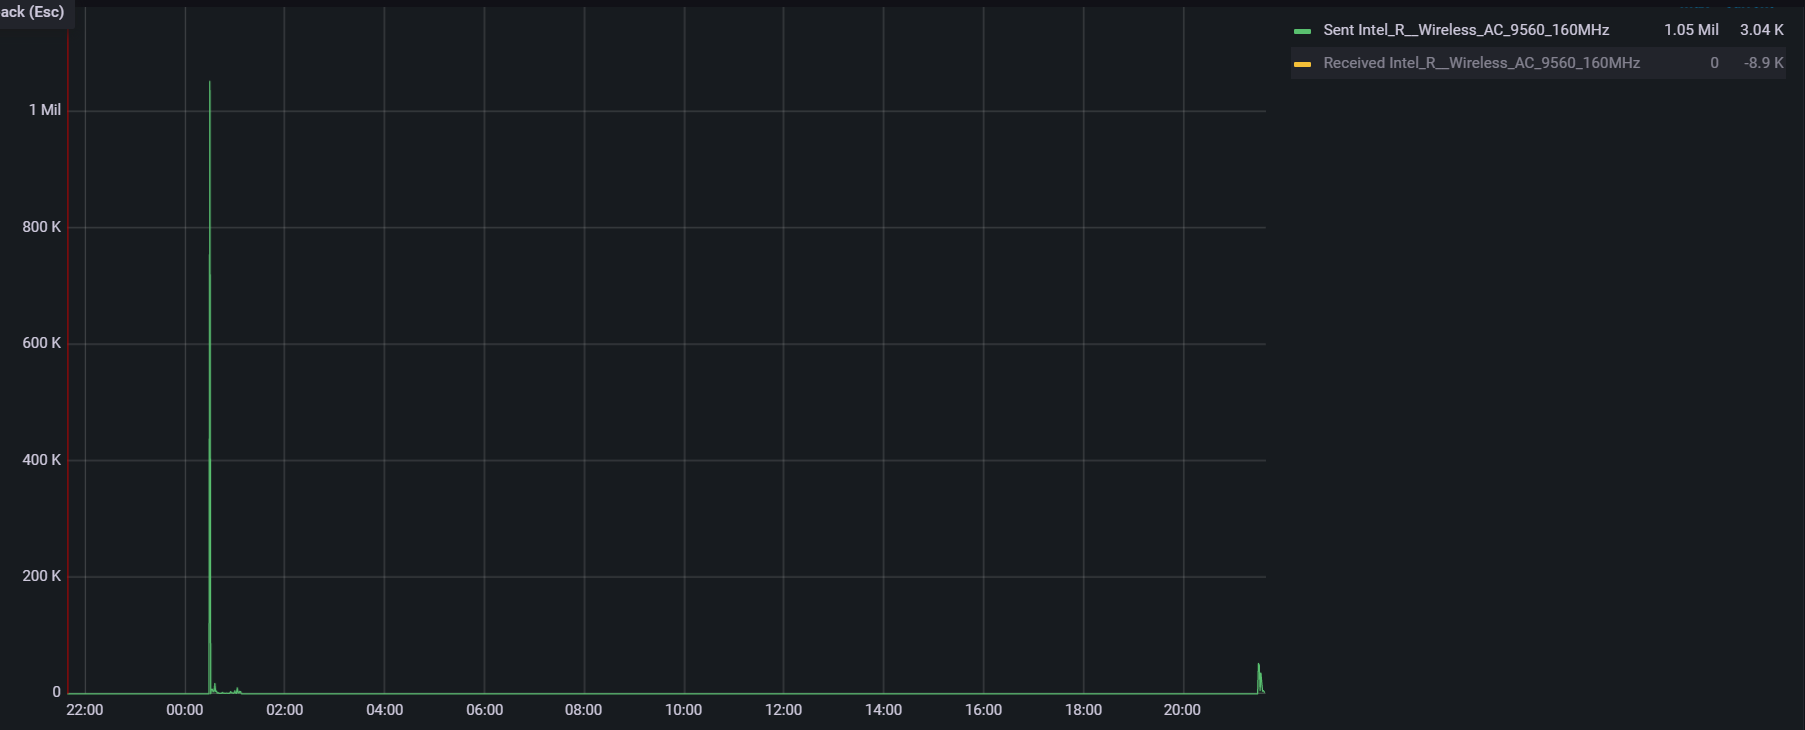 ack (Esc)
Sent Intel_R__Wireless_AC_9560_160MHz 1.05 Mil 3.04 K
Received Intel_R__Wireless_AC_9560_160MHz 0 -8.9 K
1 Mil
800 K
600 K
400 K
200 K
0
22:00 00:00 02:00 04:00 06:00 08:00 10:00 12:00 14:00 16:00 18:00 20:00